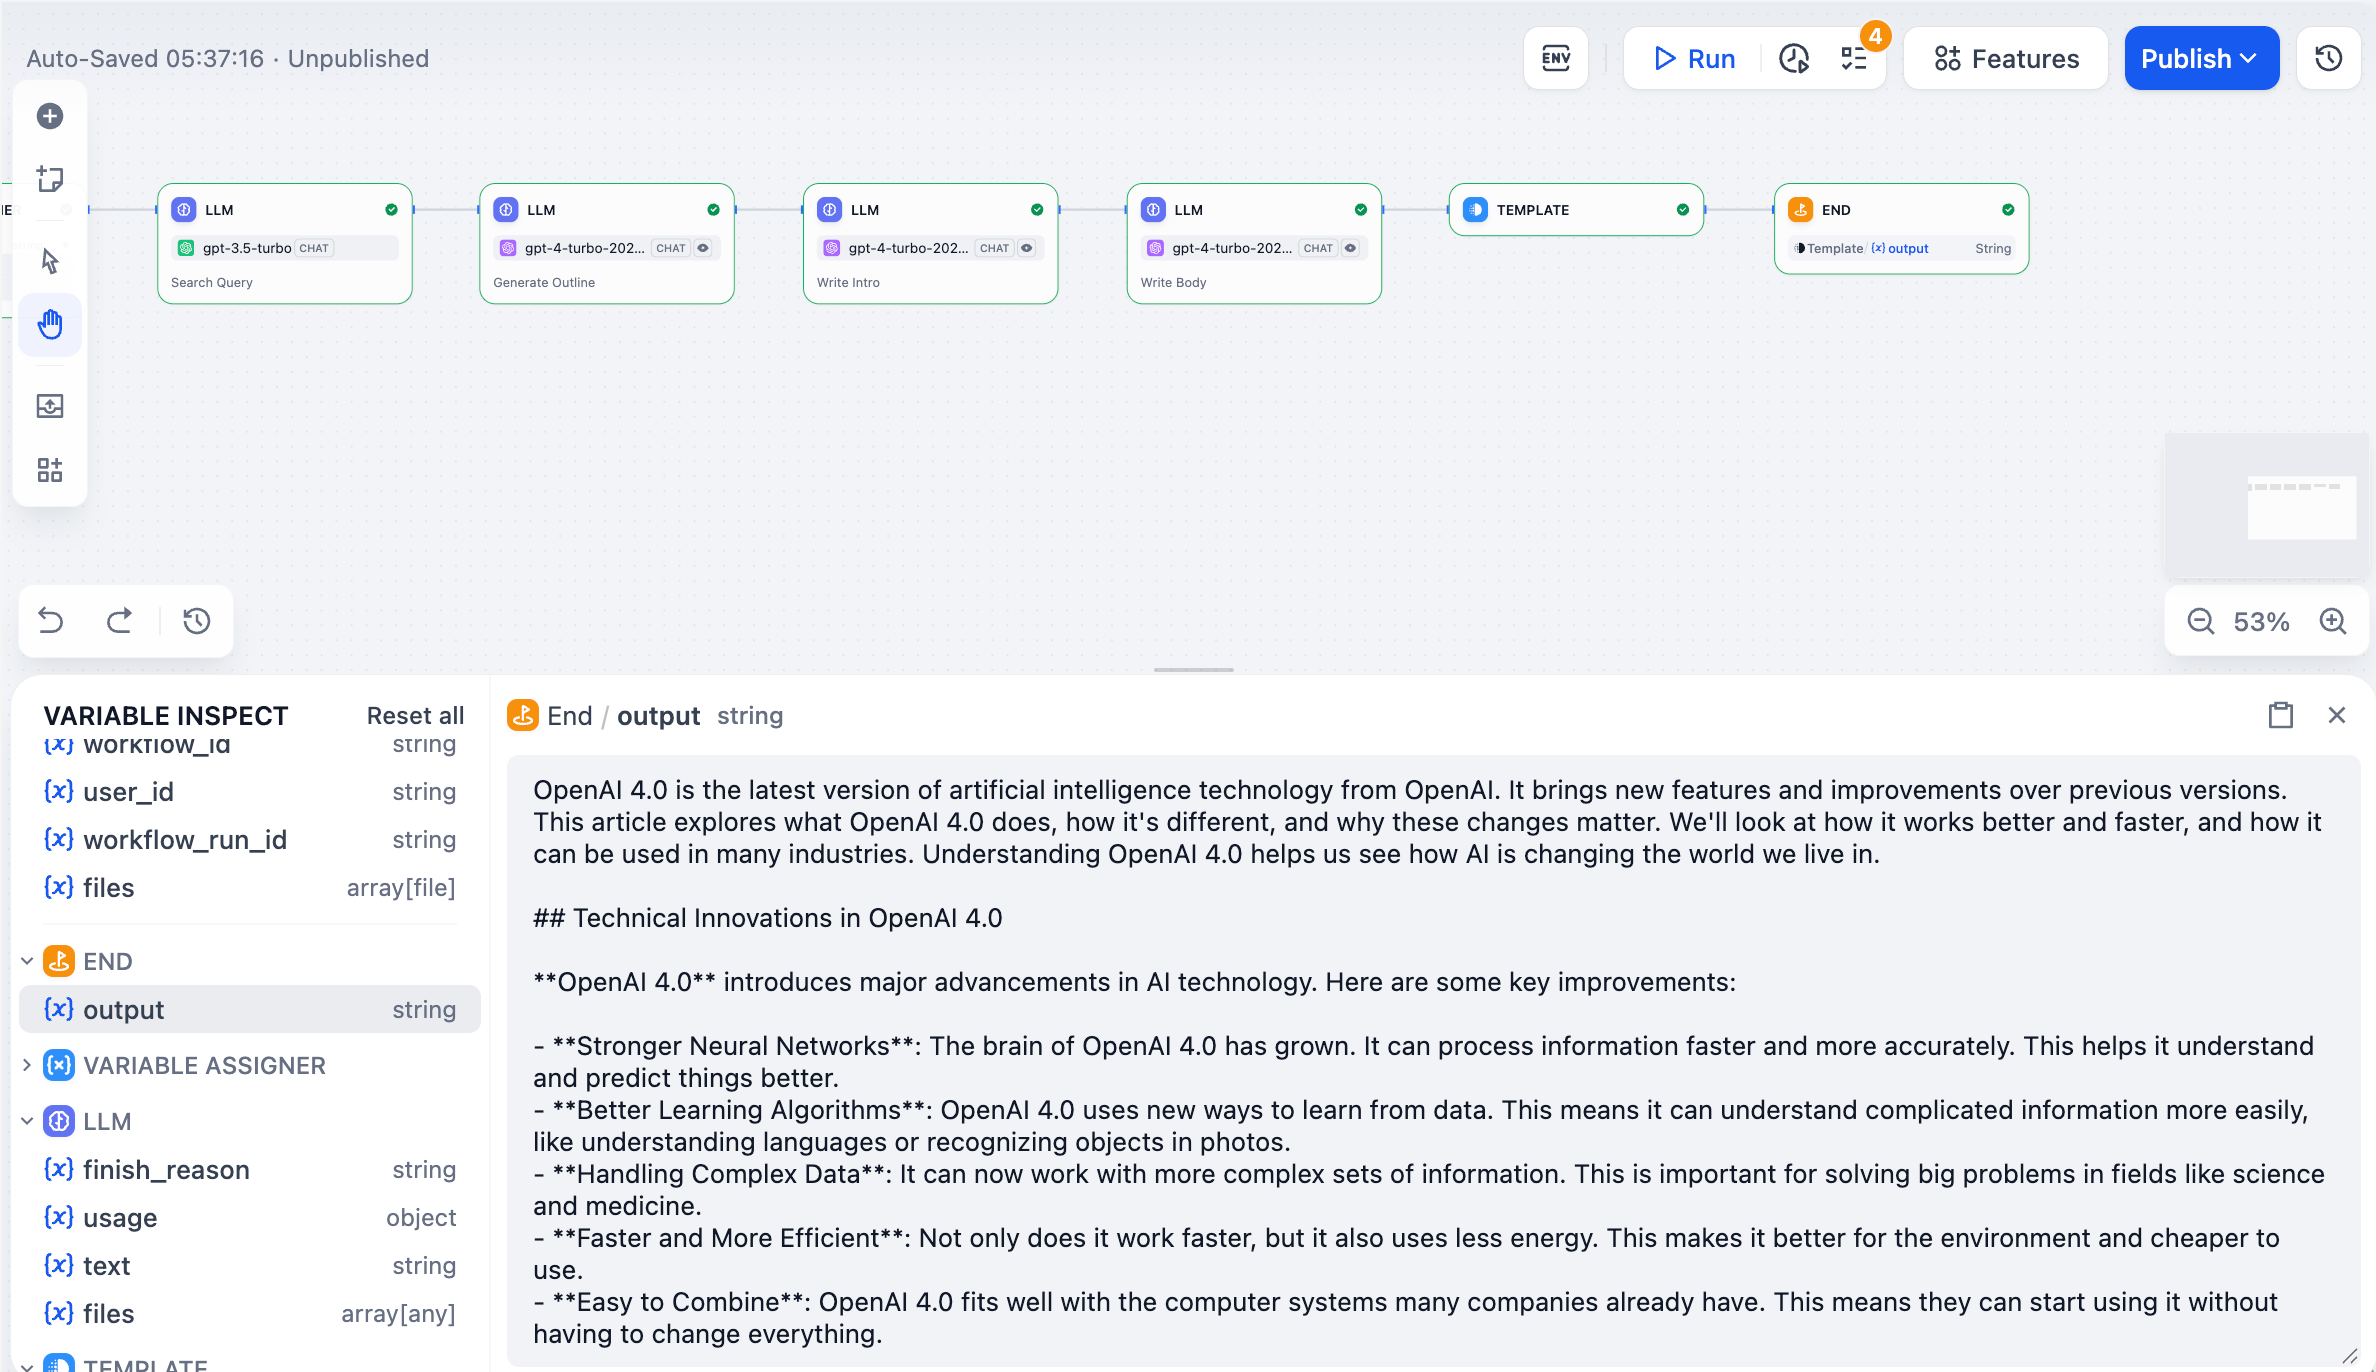 Auto-Saved 05:37:16 · Unpublished
ENV
Run
4
Features
Publish
LLM
gpt-3.5-turbo CHAT
Search Query
LLM
gpt-4-turbo-202... CHAT
Generate Outline
LLM
gpt-4-turbo-202... CHAT
Write Intro
LLM
gpt-4-turbo-202... CHAT
Write Body
TEMPLATE
END
Template / {x} output String
53%
VARIABLE INSPECT Reset all
{x} workflow_id string
{x} user_id string
{x} workflow_run_id string
{x} files array[file]
END
{x} output string
{x} VARIABLE ASSIGNER
LLM
{x} finish_reason string
{x} usage object
{x} text string
{x} files array[any]
TEMPLATE
End / output string
OpenAI 4.0 is the latest version of artificial intelligence technology from OpenAI. It brings new features and improvements over previous versions.
This article explores what OpenAI 4.0 does, how it's different, and why these changes matter. We'll look at how it works better and faster, and how it
can be used in many industries. Understanding OpenAI 4.0 helps us see how AI is changing the world we live in.
## Technical Innovations in OpenAI 4.0
**OpenAI 4.0** introduces major advancements in AI technology. Here are some key improvements:
- **Stronger Neural Networks**: The brain of OpenAI 4.0 has grown. It can process information faster and more accurately. This helps it understand
and predict things better.
- **Better Learning Algorithms**: OpenAI 4.0 uses new ways to learn from data. This means it can understand complicated information more easily,
like understanding languages or recognizing objects in photos.
- **Handling Complex Data**: It can now work with more complex sets of information. This is important for solving big problems in fields like science
and medicine.
- **Faster and More Efficient**: Not only does it work faster, but it also uses less energy. This makes it better for the environment and cheaper to
use.
- **Easy to Combine**: OpenAI 4.0 fits well with the computer systems many companies already have. This means they can start using it without
having to change everything.